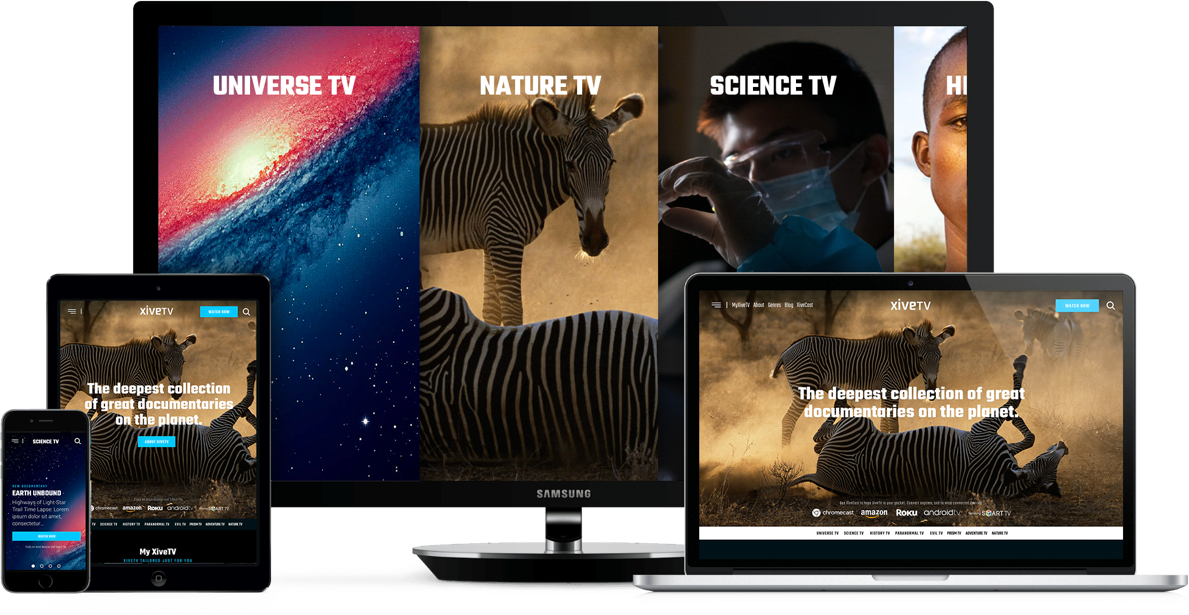 UNIVERSE TV
NATURE TV
SCIENCE TV
HI
SAMSUNG
XIVETV
WATCH NOW
The deepest collection
of great documentaries
on the planet.
ABOUT XIVETV
chromecast amazon Roku androidtv SMART TV
TV SCIENCE TV HISTORY TV PARANORMAL TV EVIL TV PRISM TV ADVENTURE TV NATURE TV
My XiveTV
XIVETV TAILORED JUST FOR YOU
SCIENCE TV
NEW DOCUMENTARY
EARTH UNBOUND
Highways of Light-Star
Trail Time Lapse: Lorem
ipsum dolor sit amet,
consectetur...
WATCH NOW
MyXiveTV About Genres Blog XiveCast
XIVETV
WATCH NOW
The deepest collection of great
documentaries on the planet.
chromecast amazon Roku androidtv SMART TV
UNIVERSE TV SCIENCE TV HISTORY TV PARANORMAL TV EVIL TV PRISM TV ADVENTURE TV NATURE TV